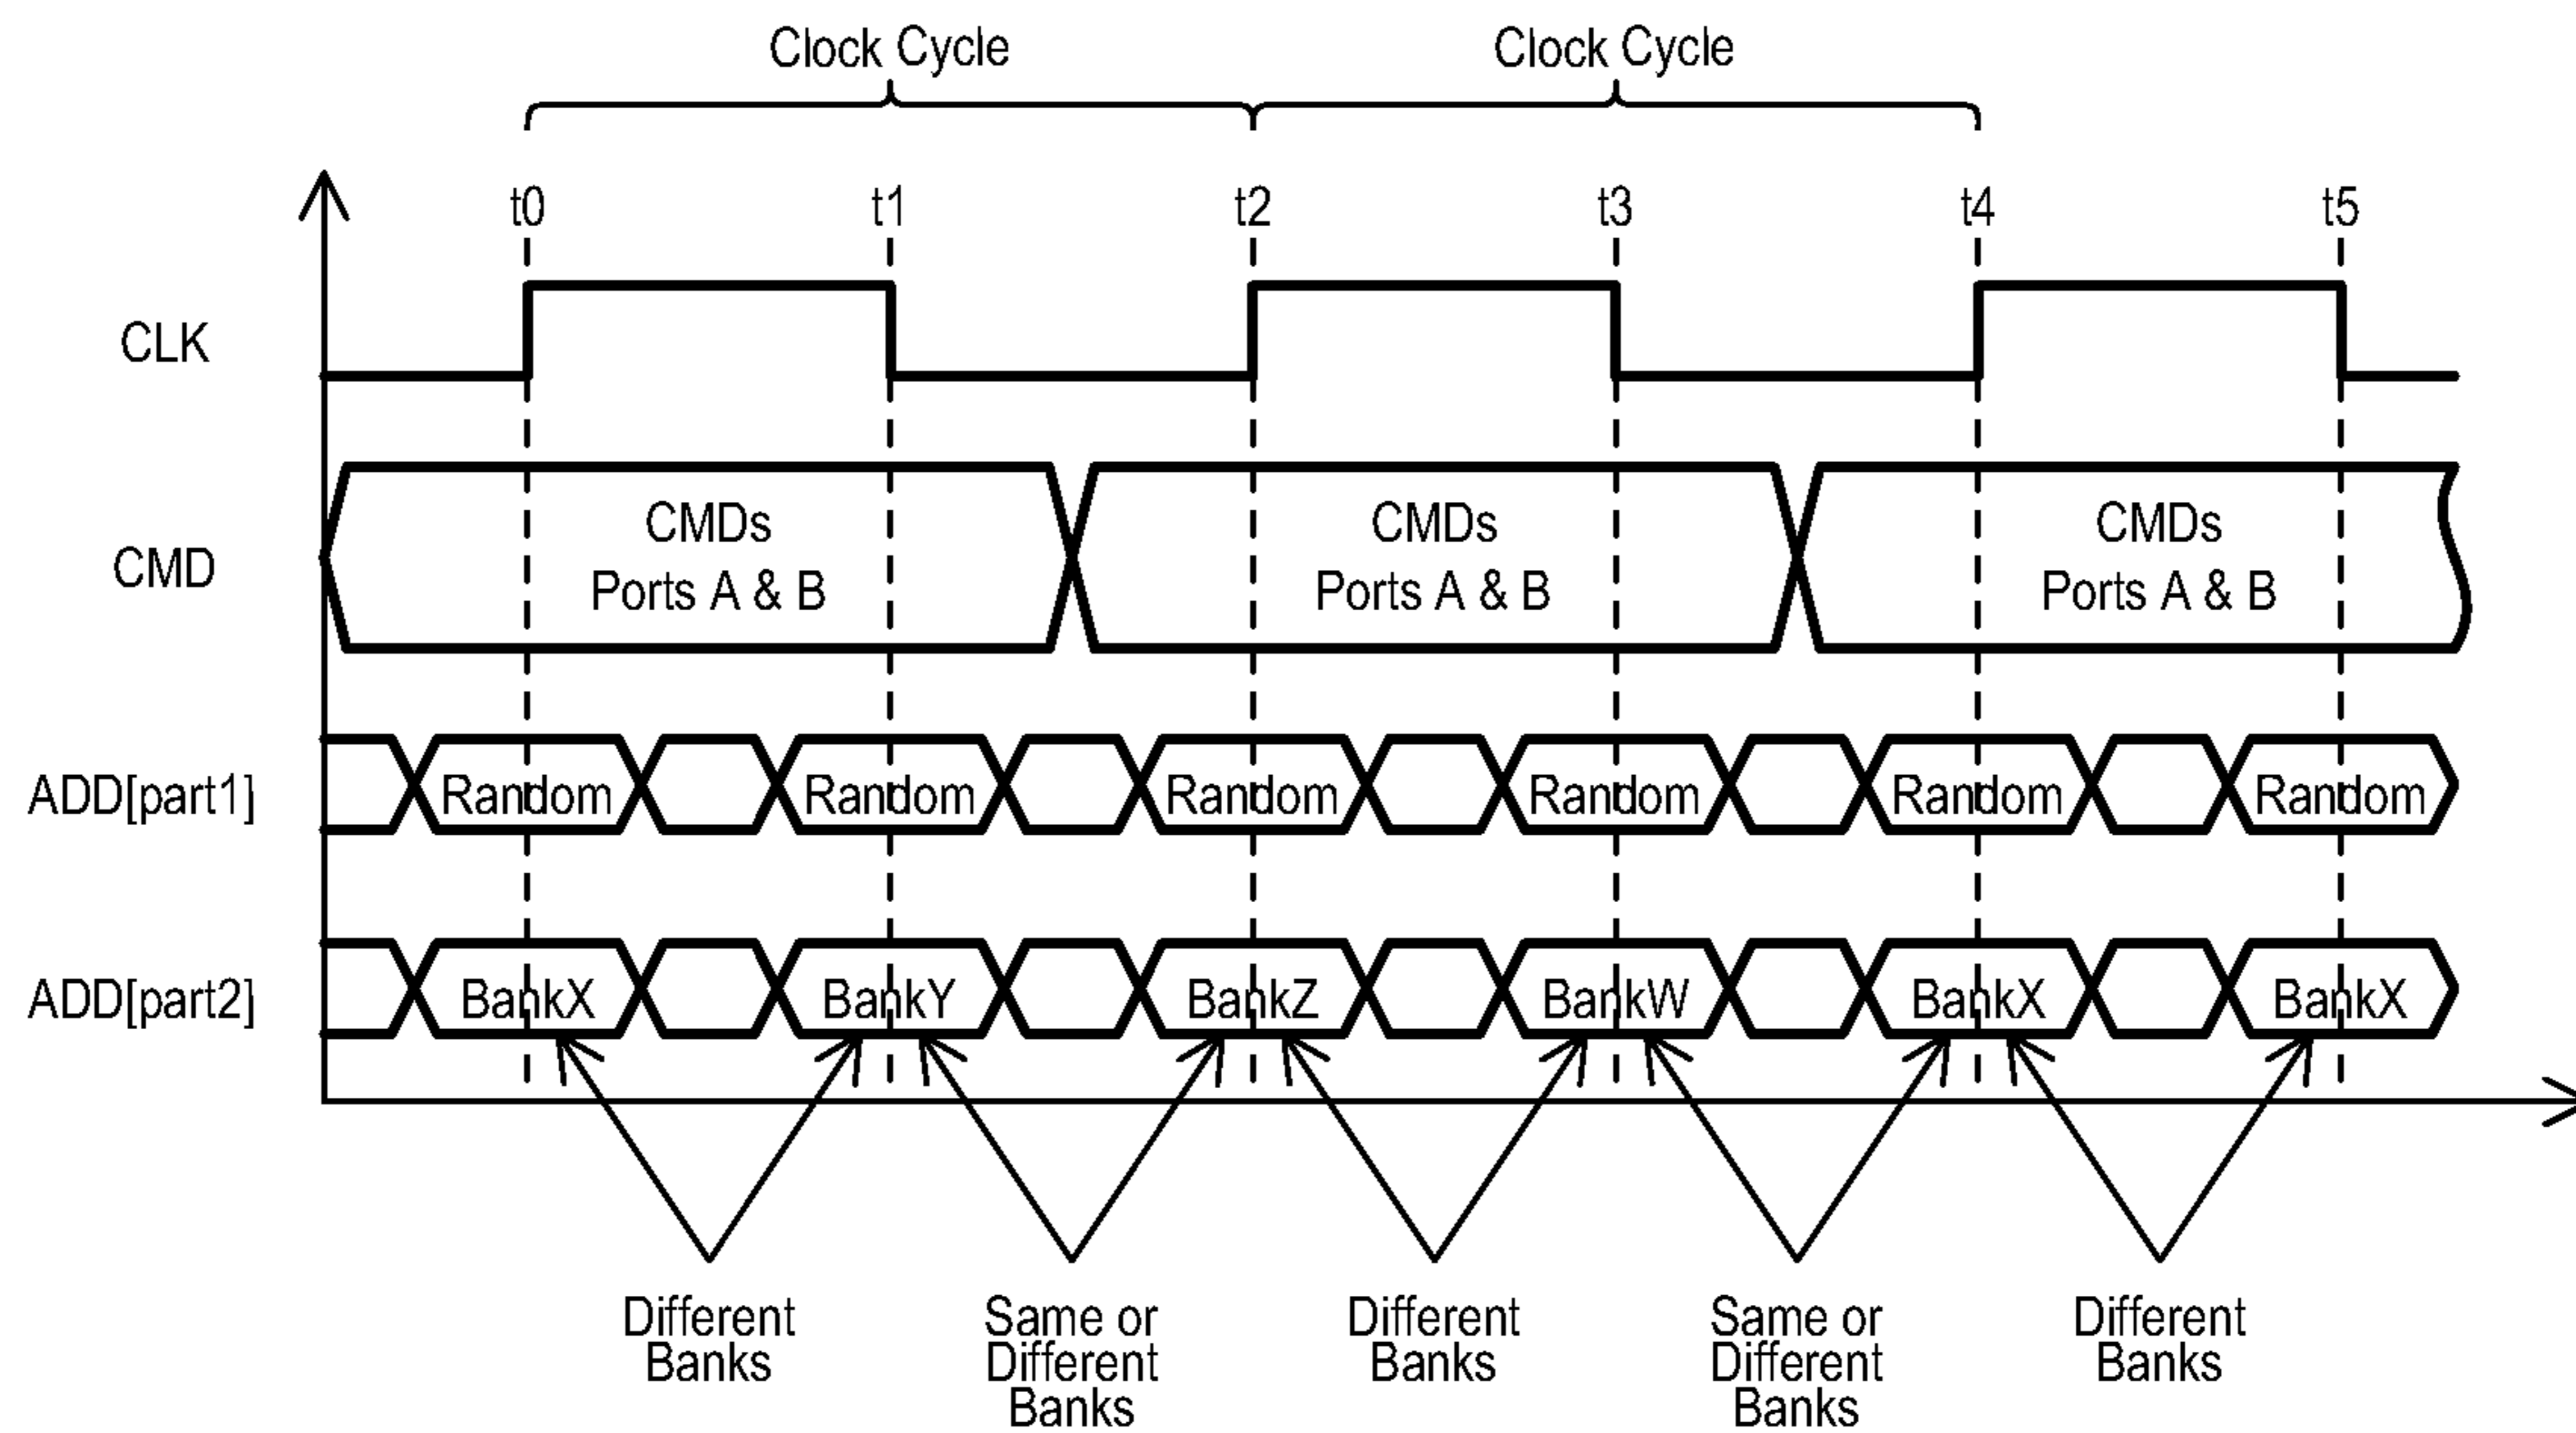 Clock Cycle
Clock Cycle
t0
t1
t2
t3
t4
t5
CLK
CMD
CMDs
Ports A & B
CMDs
Ports A & B
CMDs
Ports A & B
ADD[part1]
Random
Random
Random
Random
Random
Random
ADD[part2]
BankX
BankY
BankZ
BankW
BankX
BankX
Different
Banks
Same or
Different
Banks
Different
Banks
Same or
Different
Banks
Different
Banks